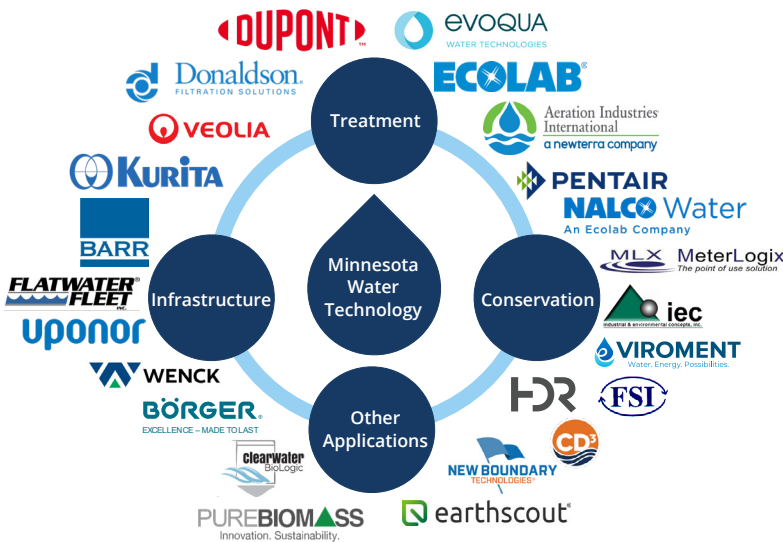 DUPONT™
evoqua
WATER TECHNOLOGIES
Donaldson®
FILTRATION SOLUTIONS
ECOLAB®
VEOLIA
Treatment
Aeration Industries®
International
a newterra company
KURITA
PENTAIR
NALCO Water
An Ecolab Company
BARR
Minnesota
Water
Technology
MLX MeterLogix
The point of use solution
FLATWATER®
FLEET
INC.
Infrastructure
Conservation
iec
industrial & environmental concepts, inc.
uponor
VIROMENT
Water. Energy. Possibilities.
WENCK
HDR
FSI
BÖRGER®
EXCELLENCE – MADE TO LAST
Other
Applications
CD³
clearwater
BioLogic
NEW BOUNDARY
TECHNOLOGIES®
PUREBIOMASS
Innovation. Sustainability.
earthscout®